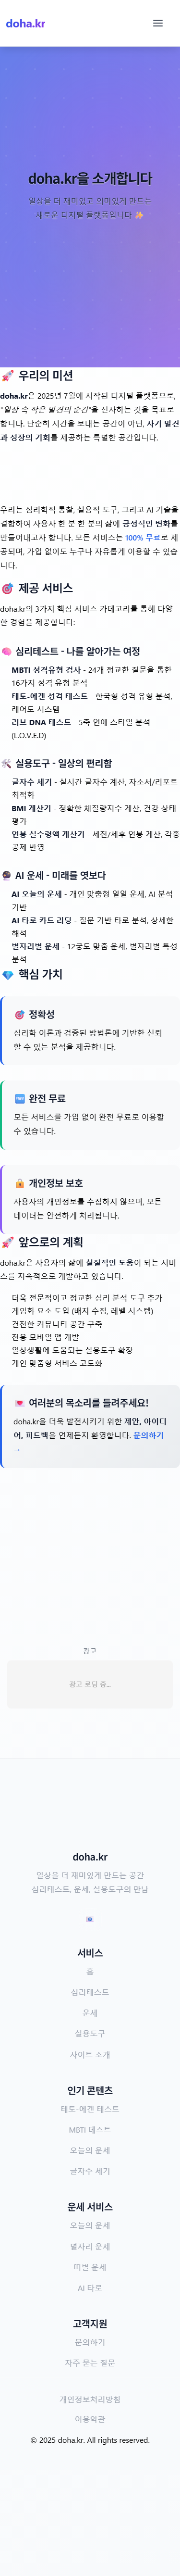 doha.kr
doha.kr을 소개합니다
일상을 더 재미있고 의미있게 만드는
새로운 디지털 플랫폼입니다 ✨
🚀 우리의 미션
doha.kr은 2025년 7월에 시작된 디지털 플랫폼으로,
"일상 속 작은 발견의 순간"을 선사하는 것을 목표로
합니다. 단순히 시간을 보내는 공간이 아닌, 자기 발견
과 성장의 기회를 제공하는 특별한 공간입니다.
우리는 심리학적 통찰, 실용적 도구, 그리고 AI 기술을
결합하여 사용자 한 분 한 분의 삶에 긍정적인 변화를
만들어내고자 합니다. 모든 서비스는 100% 무료로 제
공되며, 가입 없이도 누구나 자유롭게 이용할 수 있습니
다.
🎯 제공 서비스
doha.kr의 3가지 핵심 서비스 카테고리를 통해 다양
한 경험을 제공합니다:
🧠 심리테스트 - 나를 알아가는 여정
MBTI 성격유형 검사 - 24개 정교한 질문을 통한
16가지 성격 유형 분석
테토-에겐 성격 테스트 - 한국형 성격 유형 분석,
레어도 시스템
러브 DNA 테스트 - 5축 연애 스타일 분석
(L.O.V.E.D)
🛠️ 실용도구 - 일상의 편리함
글자수 세기 - 실시간 글자수 계산, 자소서/리포트
최적화
BMI 계산기 - 정확한 체질량지수 계산, 건강 상태
평가
연봉 실수령액 계산기 - 세전/세후 연봉 계산, 각종
공제 반영
🔮 AI 운세 - 미래를 엿보다
AI 오늘의 운세 - 개인 맞춤형 일일 운세, AI 분석
기반
AI 타로 카드 리딩 - 질문 기반 타로 분석, 상세한
해석
별자리별 운세 - 12궁도 맞춤 운세, 별자리별 특성
분석
💎 핵심 가치
🎯 정확성
심리학 이론과 검증된 방법론에 기반한 신뢰
할 수 있는 분석을 제공합니다.
🆓 완전 무료
모든 서비스를 가입 없이 완전 무료로 이용할
수 있습니다.
🔒 개인정보 보호
사용자의 개인정보를 수집하지 않으며, 모든
데이터는 안전하게 처리됩니다.
🚀 앞으로의 계획
doha.kr은 사용자의 삶에 실질적인 도움이 되는 서비
스를 지속적으로 개발하고 있습니다.
더욱 전문적이고 정교한 심리 분석 도구 추가
게임화 요소 도입 (배지 수집, 레벨 시스템)
건전한 커뮤니티 공간 구축
전용 모바일 앱 개발
일상생활에 도움되는 실용도구 확장
개인 맞춤형 서비스 고도화
💌 여러분의 목소리를 들려주세요!
doha.kr을 더욱 발전시키기 위한 제안, 아이디
어, 피드백을 언제든지 환영합니다. 문의하기
→
광고
광고 로딩 중...
doha.kr
일상을 더 재미있게 만드는 공간
심리테스트, 운세, 실용도구의 만남
서비스
홈
심리테스트
운세
실용도구
사이트 소개
인기 콘텐츠
테토-에겐 테스트
MBTI 테스트
오늘의 운세
글자수 세기
운세 서비스
오늘의 운세
별자리 운세
띠별 운세
AI 타로
고객지원
문의하기
자주 묻는 질문
개인정보처리방침
이용약관
© 2025 doha.kr. All rights reserved.